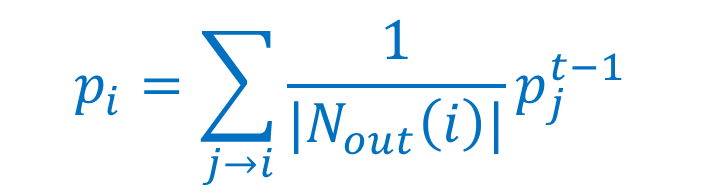 p_i = \sum_{j \to i} \frac{1}{|N_{out}(i)|} p_j^{t-1}